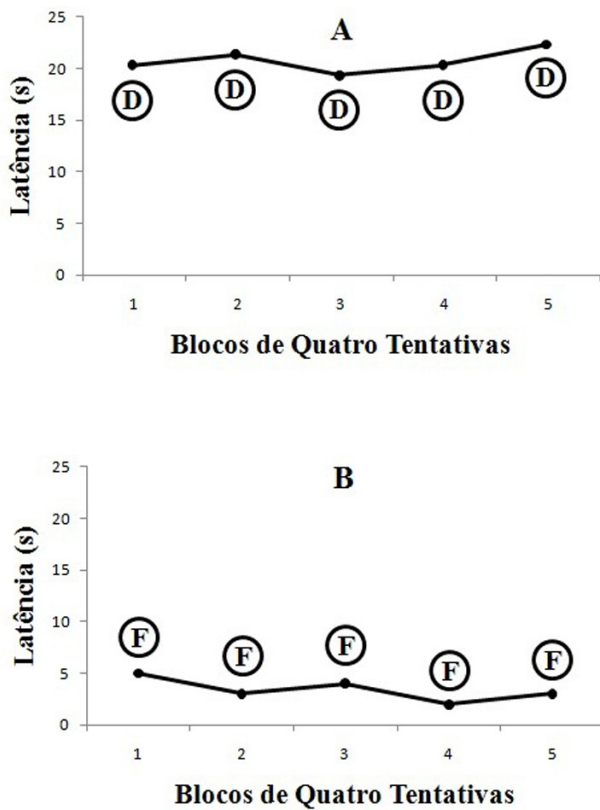 A
Latência (s)
25
20
15
10
5
0
D D D D D
1 2 3 4 5
Blocos de Quatro Tentativas
B
Latência (s)
25
20
15
10
5
0
F F F F F
1 2 3 4 5
Blocos de Quatro Tentativas